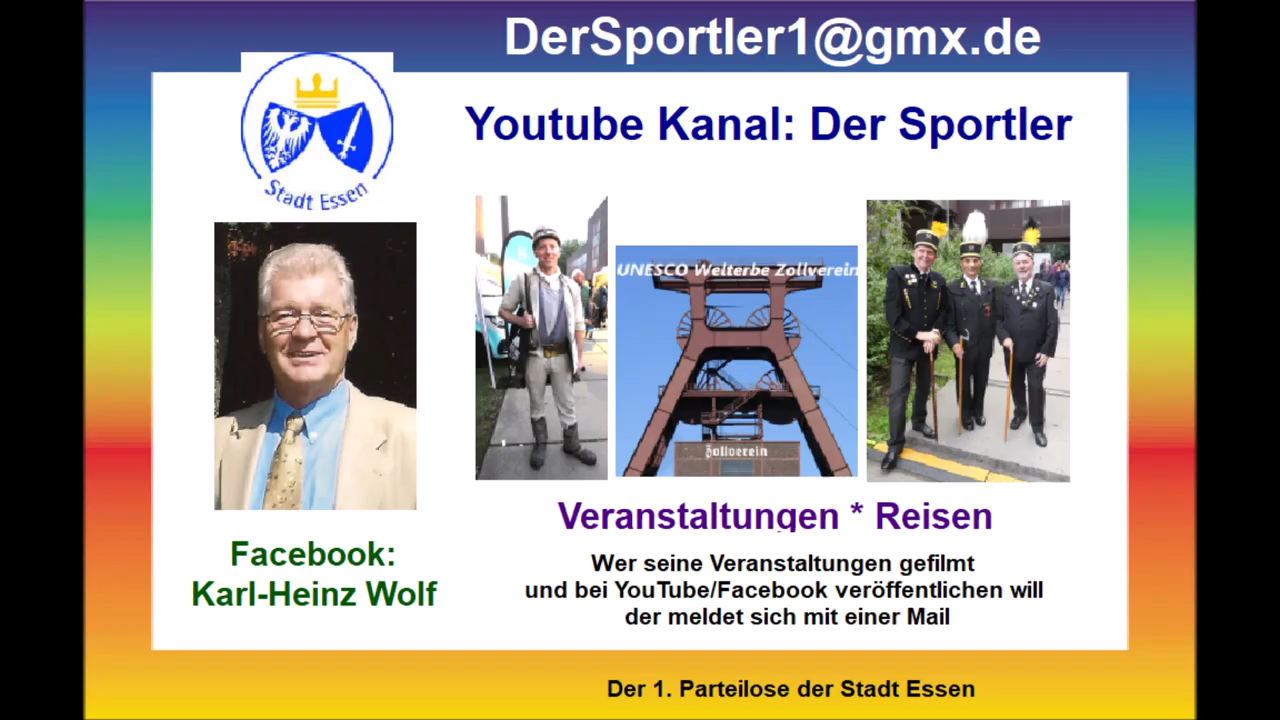 DerSportler1@gmx.de
Youtube Kanal: Der Sportler
Stadt Essen
UNESCO Welterbe Zollverein
Zollverein
Veranstaltungen * Reisen
Facebook:
Karl-Heinz Wolf
Wer seine Veranstaltungen gefilmt
und bei YouTube/Facebook veröffentlichen will
der meldet sich mit einer Mail
Der 1. Parteilose der Stadt Essen